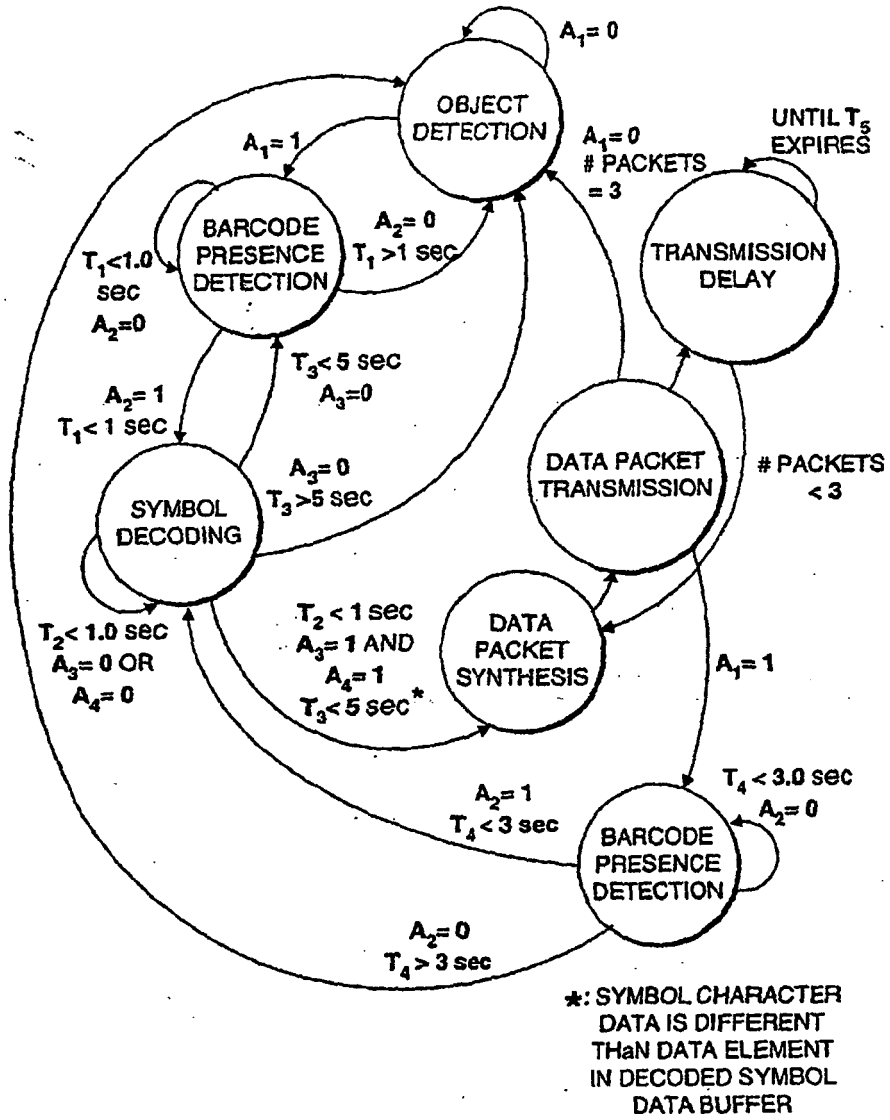 A₁= 0
OBJECT
DETECTION
UNTIL T₅
EXPIRES
A₁= 1
A₁= 0
# PACKETS
= 3
BARCODE
PRESENCE
DETECTION
A₂= 0
T₁ >1 sec
TRANSMISSION
DELAY
T₁<1.0
sec
A₂=0
T₃< 5 sec
A₃=0
A₂= 1
T₁< 1 sec
DATA PACKET
TRANSMISSION
# PACKETS
< 3
A₃= 0
T₃ >5 sec
SYMBOL
DECODING
T₂< 1.0 sec
A₃= 0 OR
A₄= 0
T₂ < 1 sec
A₃= 1 AND
A₄= 1
T₃< 5 sec*
DATA
PACKET
SYNTHESIS
A₁= 1
T₄ < 3.0 sec
A₂= 0
A₂= 1
T₄< 3 sec
BARCODE
PRESENCE
DETECTION
A₂= 0
T₄ > 3 sec
*: SYMBOL CHARACTER
DATA IS DIFFERENT
THaN DATA ELEMENT
IN DECODED SYMBOL
DATA BUFFER